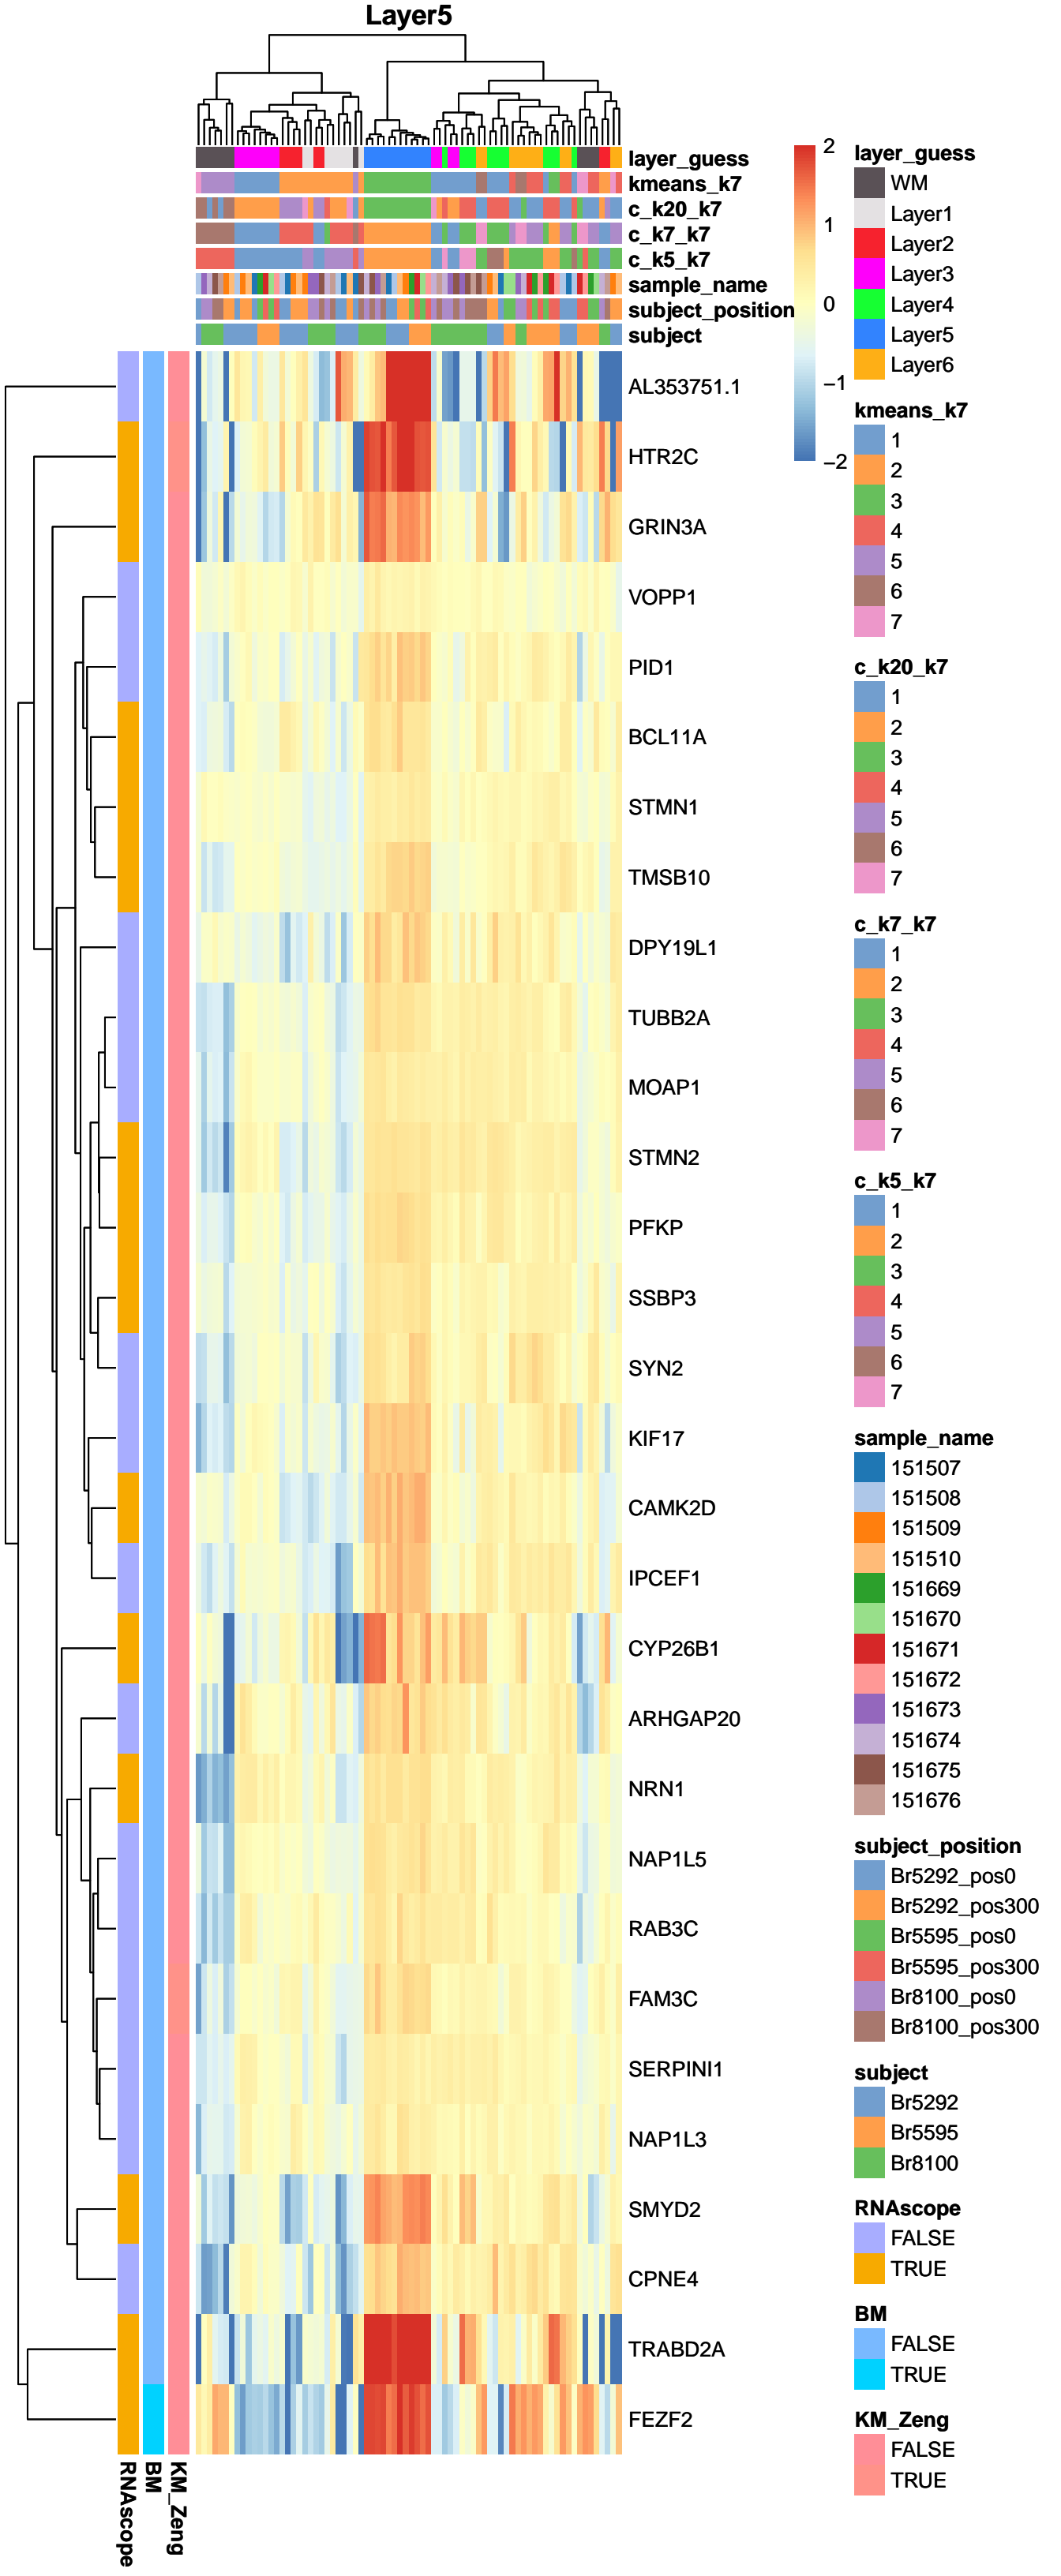 Layer5
layer_guess
kmeans_k7
c_k20_k7
c_k7_k7
c_k5_k7
sample_name
subject_position
subject
AL353751.1
HTR2C
GRIN3A
VOPP1
PID1
BCL11A
STMN1
TMSB10
DPY19L1
TUBB2A
MOAP1
STMN2
PFKP
SSBP3
SYN2
KIF17
CAMK2D
IPCEF1
CYP26B1
ARHGAP20
NRN1
NAP1L5
RAB3C
FAM3C
SERPINI1
NAP1L3
SMYD2
CPNE4
TRABD2A
FEZF2
RNAscope
BM
KM_Zeng
2
1
0
−1
−2
layer_guess
WM
Layer1
Layer2
Layer3
Layer4
Layer5
Layer6
kmeans_k7
1
2
3
4
5
6
7
c_k20_k7
1
2
3
4
5
6
7
c_k7_k7
1
2
3
4
5
6
7
c_k5_k7
1
2
3
4
5
6
7
sample_name
151507
151508
151509
151510
151669
151670
151671
151672
151673
151674
151675
151676
subject_position
Br5292_pos0
Br5292_pos300
Br5595_pos0
Br5595_pos300
Br8100_pos0
Br8100_pos300
subject
Br5292
Br5595
Br8100
RNAscope
FALSE
TRUE
BM
FALSE
TRUE
KM_Zeng
FALSE
TRUE